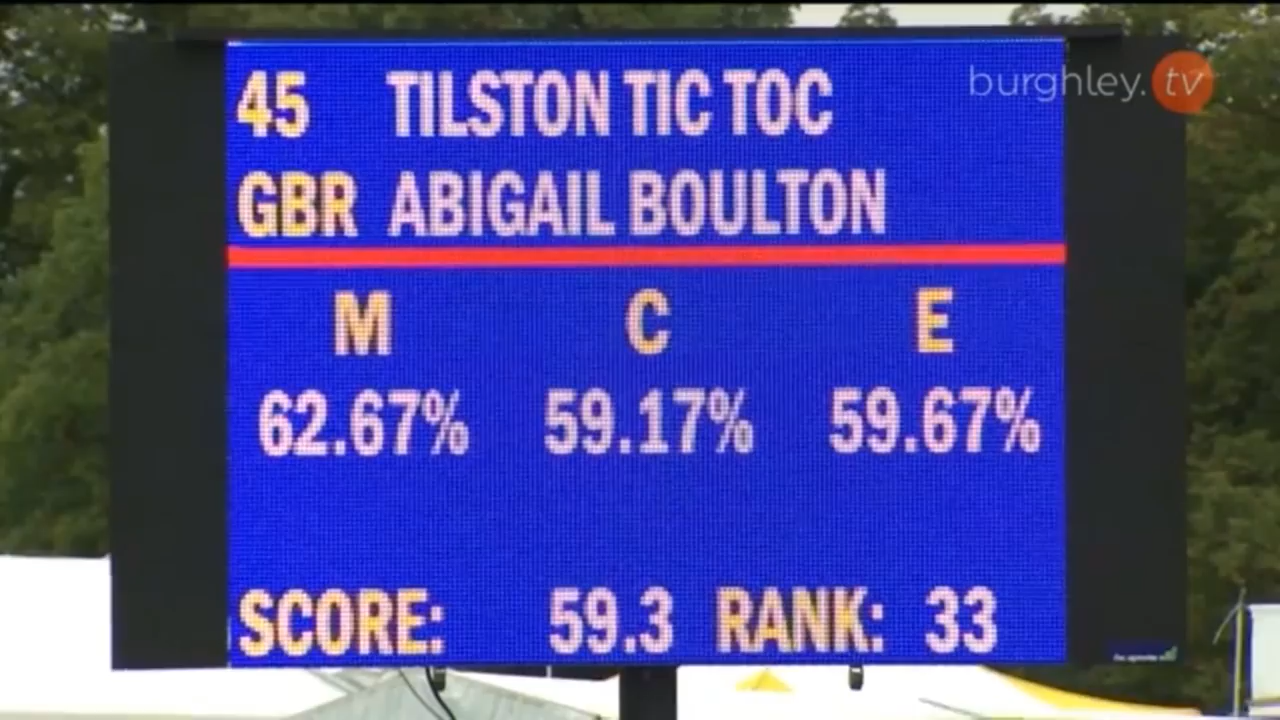 burghley.tv
45 TILSTON TIC TOC
GBR ABIGAIL BOULTON
M C E
62.67% 59.17% 59.67%
SCORE: 59.3 RANK: 33